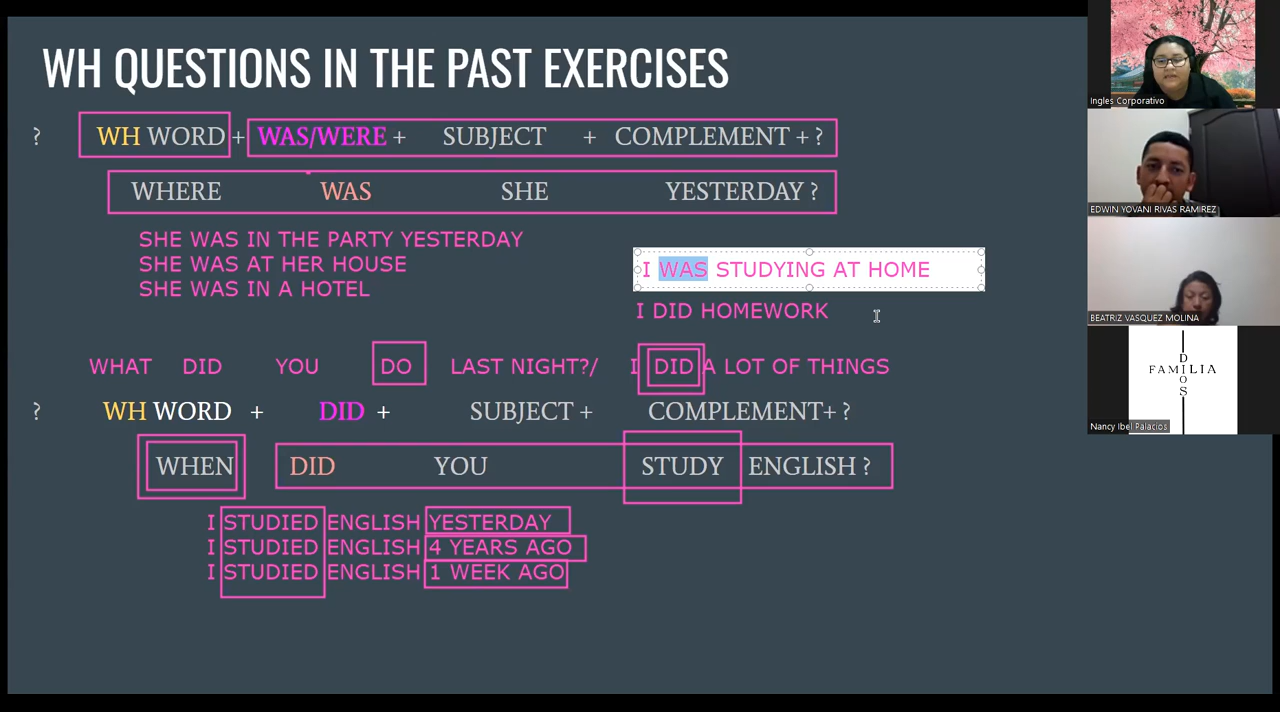 WH QUESTIONS IN THE PAST EXERCISES
? WH WORD + WAS/WERE + SUBJECT + COMPLEMENT + ?
WHERE WAS SHE YESTERDAY ?
SHE WAS IN THE PARTY YESTERDAY
SHE WAS AT HER HOUSE
SHE WAS IN A HOTEL
I WAS STUDYING AT HOME
I DID HOMEWORK
WHAT DID YOU DO LAST NIGHT?/ I DID A LOT OF THINGS
? WH WORD + DID + SUBJECT + COMPLEMENT+ ?
WHEN DID YOU STUDY ENGLISH ?
I STUDIED ENGLISH YESTERDAY
I STUDIED ENGLISH 4 YEARS AGO
I STUDIED ENGLISH 1 WEEK AGO
Ingles Corporativo
EDWIN YOVANI RIVAS RAMIREZ
BEATRIZ VASQUEZ MOLINA
FAMILIA
DIOS
Nancy Ibel Palacios